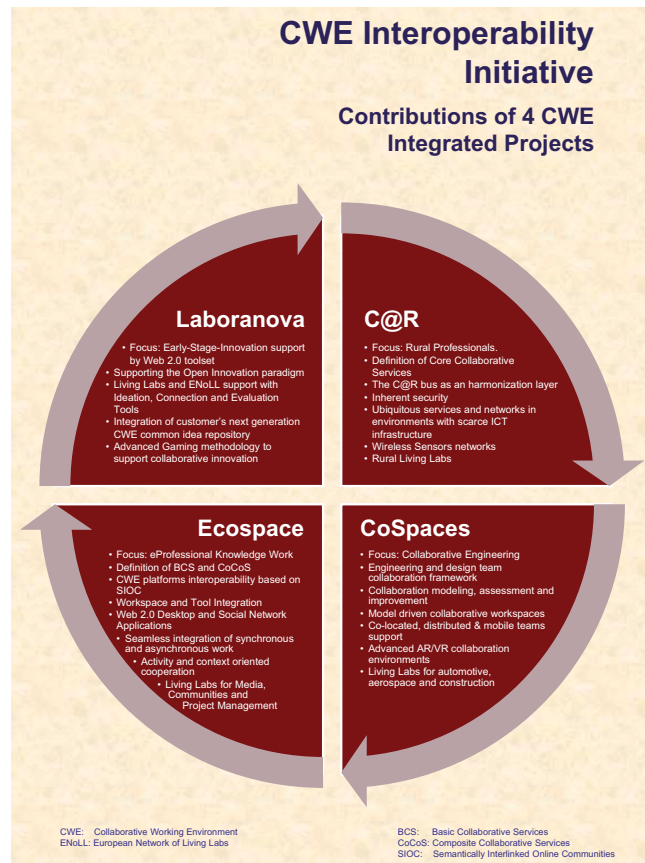 CWE Interoperability
Initiative
Contributions of 4 CWE
Integrated Projects
Laboranova
• Focus: Early-Stage-Innovation support
by Web 2.0 toolset
• Supporting the Open Innovation paradigm
• Living Labs and ENoLL support with
Ideation, Connection and Evaluation
Tools
• Integration of customer's next generation
CWE common idea repository
• Advanced Gaming methodology to
support collaborative innovation
C@R
• Focus: Rural Professionals.
• Definition of Core Collaborative
Services
• The C@R bus as an harmonization layer
• Inherent security
• Ubiquitous services and networks in
environments with scarce ICT
infrastructure
• Wireless Sensors networks
• Rural Living Labs
Ecospace
• Focus: eProfessional Knowledge Work
• Definition of BCS and CoCoS
• CWE platforms interoperability based on
SIOC
• Workspace and Tool Integration
• Web 2.0 Desktop and Social Network
Applications
• Seamless integration of synchronous
and asynchronous work
• Activity and context oriented
cooperation
• Living Labs for Media,
Communities and
Project Management
CoSpaces
• Focus: Collaborative Engineering
• Engineering and design team
collaboration framework
• Collaboration modeling, assessment and
improvement
• Model driven collaborative workspaces
• Co-located, distributed & mobile teams
support
• Advanced AR/VR collaboration
environments
• Living Labs for automotive,
aerospace and construction
CWE: Collaborative Working Environment
ENoLL: European Network of Living Labs
BCS: Basic Collaborative Services
CoCoS: Composite Collaborative Services
SIOC: Semantically Interlinked Online Communities